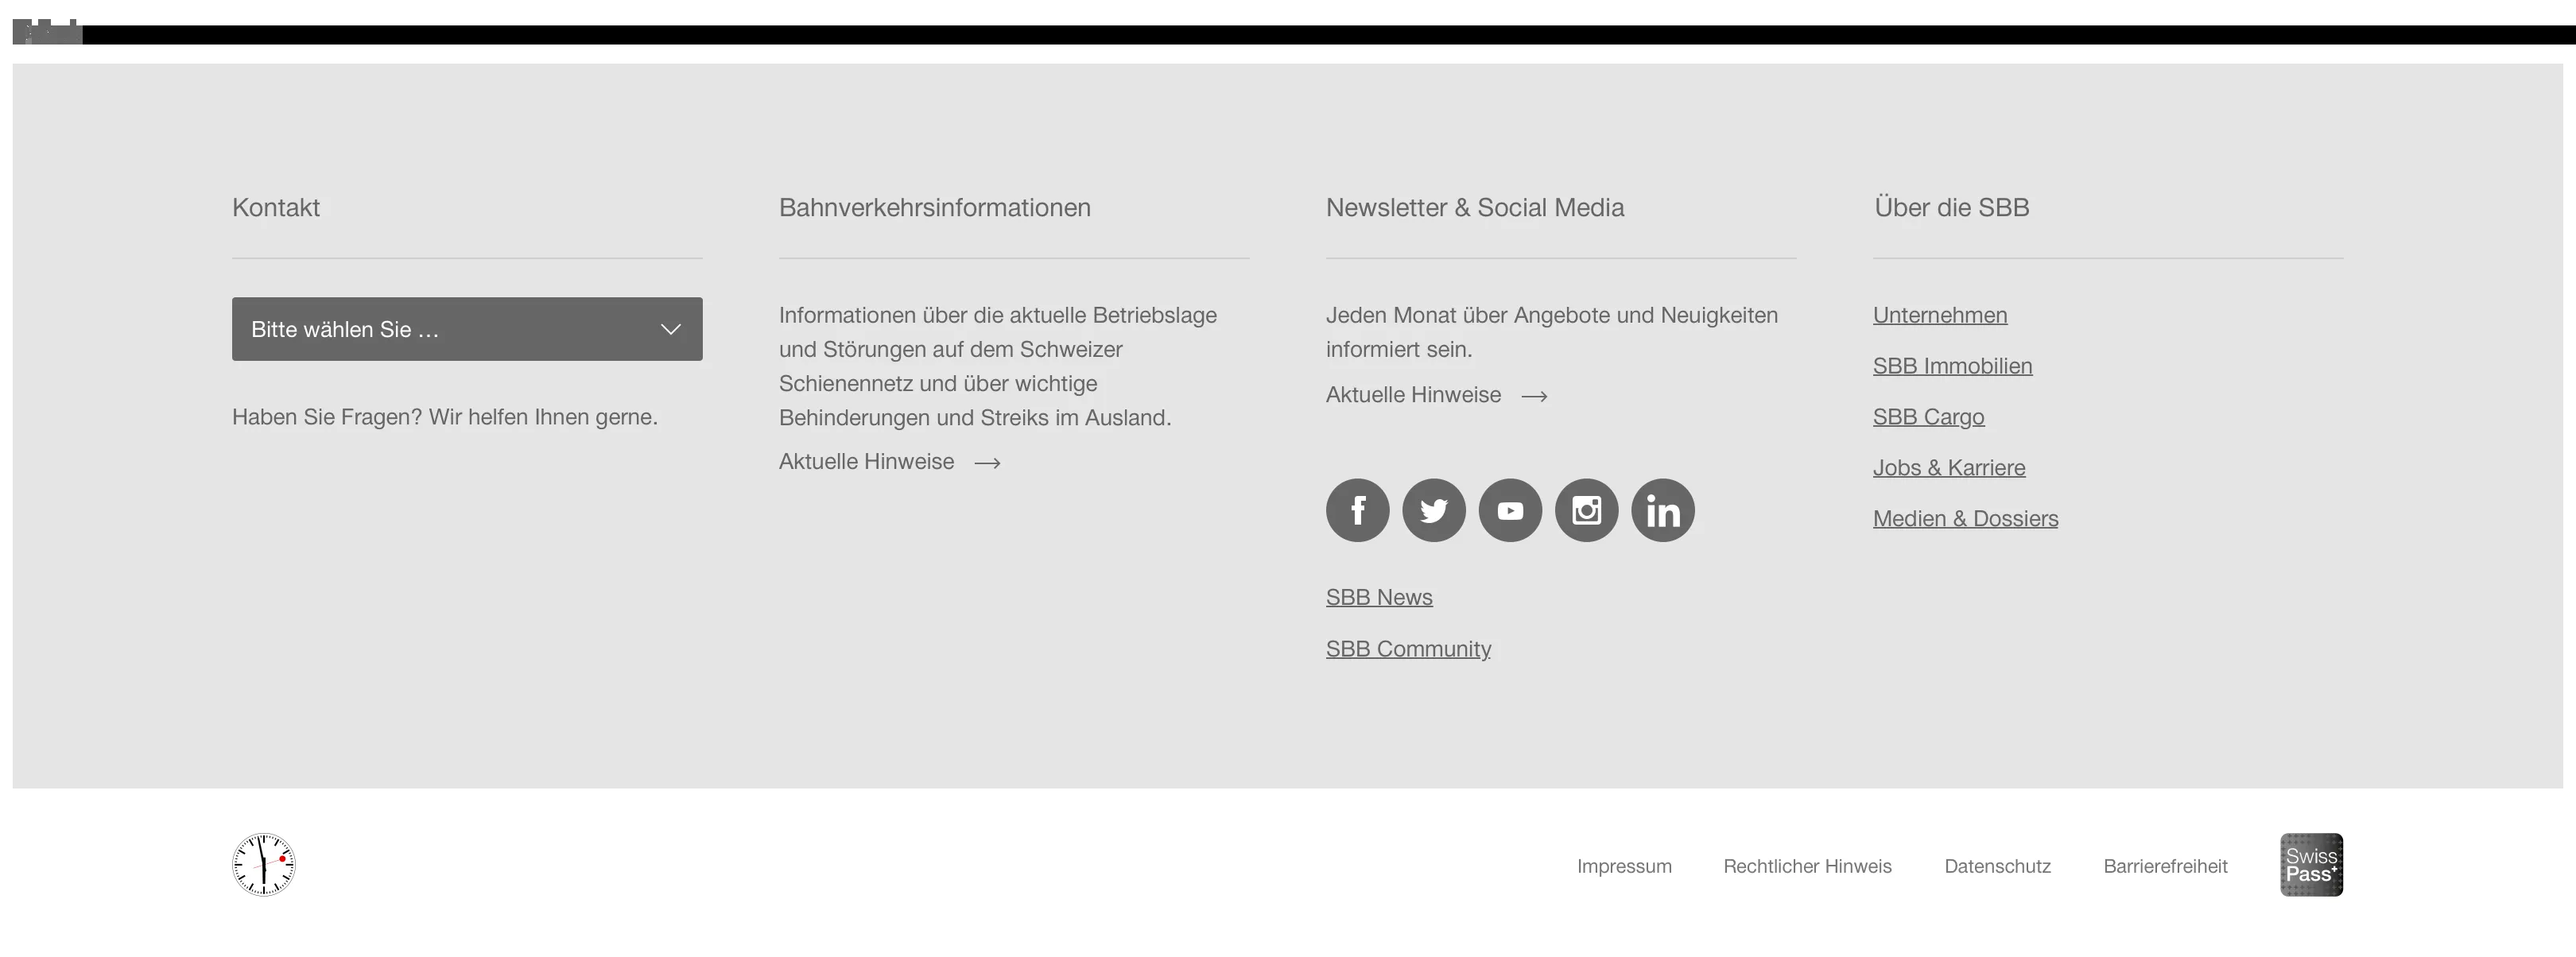 Kontakt
Bitte wählen Sie …
Haben Sie Fragen? Wir helfen Ihnen gerne.
Bahnverkehrsinformationen
Informationen über die aktuelle Betriebslage
und Störungen auf dem Schweizer
Schienennetz und über wichtige
Behinderungen und Streiks im Ausland.
Aktuelle Hinweise
Newsletter & Social Media
Jeden Monat über Angebote und Neuigkeiten
informiert sein.
Aktuelle Hinweise
SBB News
SBB Community
Über die SBB
Unternehmen
SBB Immobilien
SBB Cargo
Jobs & Karriere
Medien & Dossiers
Impressum
Rechtlicher Hinweis
Datenschutz
Barrierefreiheit
Swiss
Pass